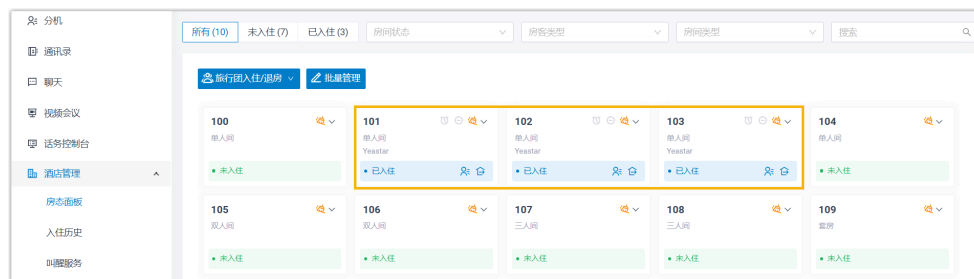 分机
通讯录
聊天
视频会议
话务控制台
酒店管理
房态面板
入住历史
叫醒服务
所有 (10) 未入住 (7) 已入住 (3) 房间状态 房客类型 房间类型 搜索
旅行团入住/退房 批量管理
100 101 102 103 104
单人间 单人间 单人间 单人间 单人间
Yeastar Yeastar Yeastar
未入住 已入住 已入住 已入住 未入住
105 106 107 108 109
双人间 双人间 三人间 三人间 套房
未入住 未入住 未入住 未入住 未入住